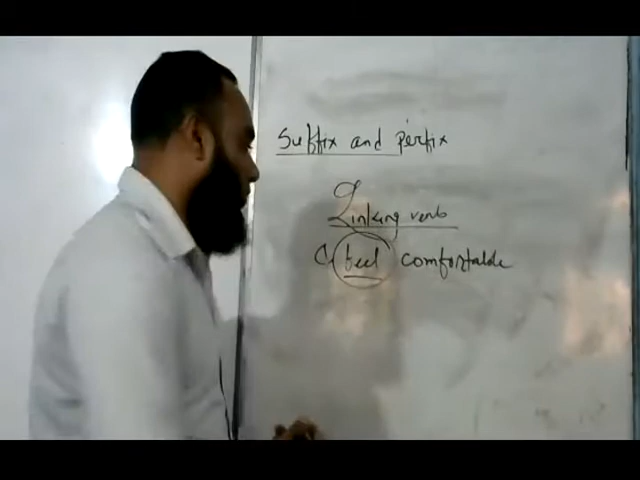 Suffix and perfix
Linking verb
feel comfortable